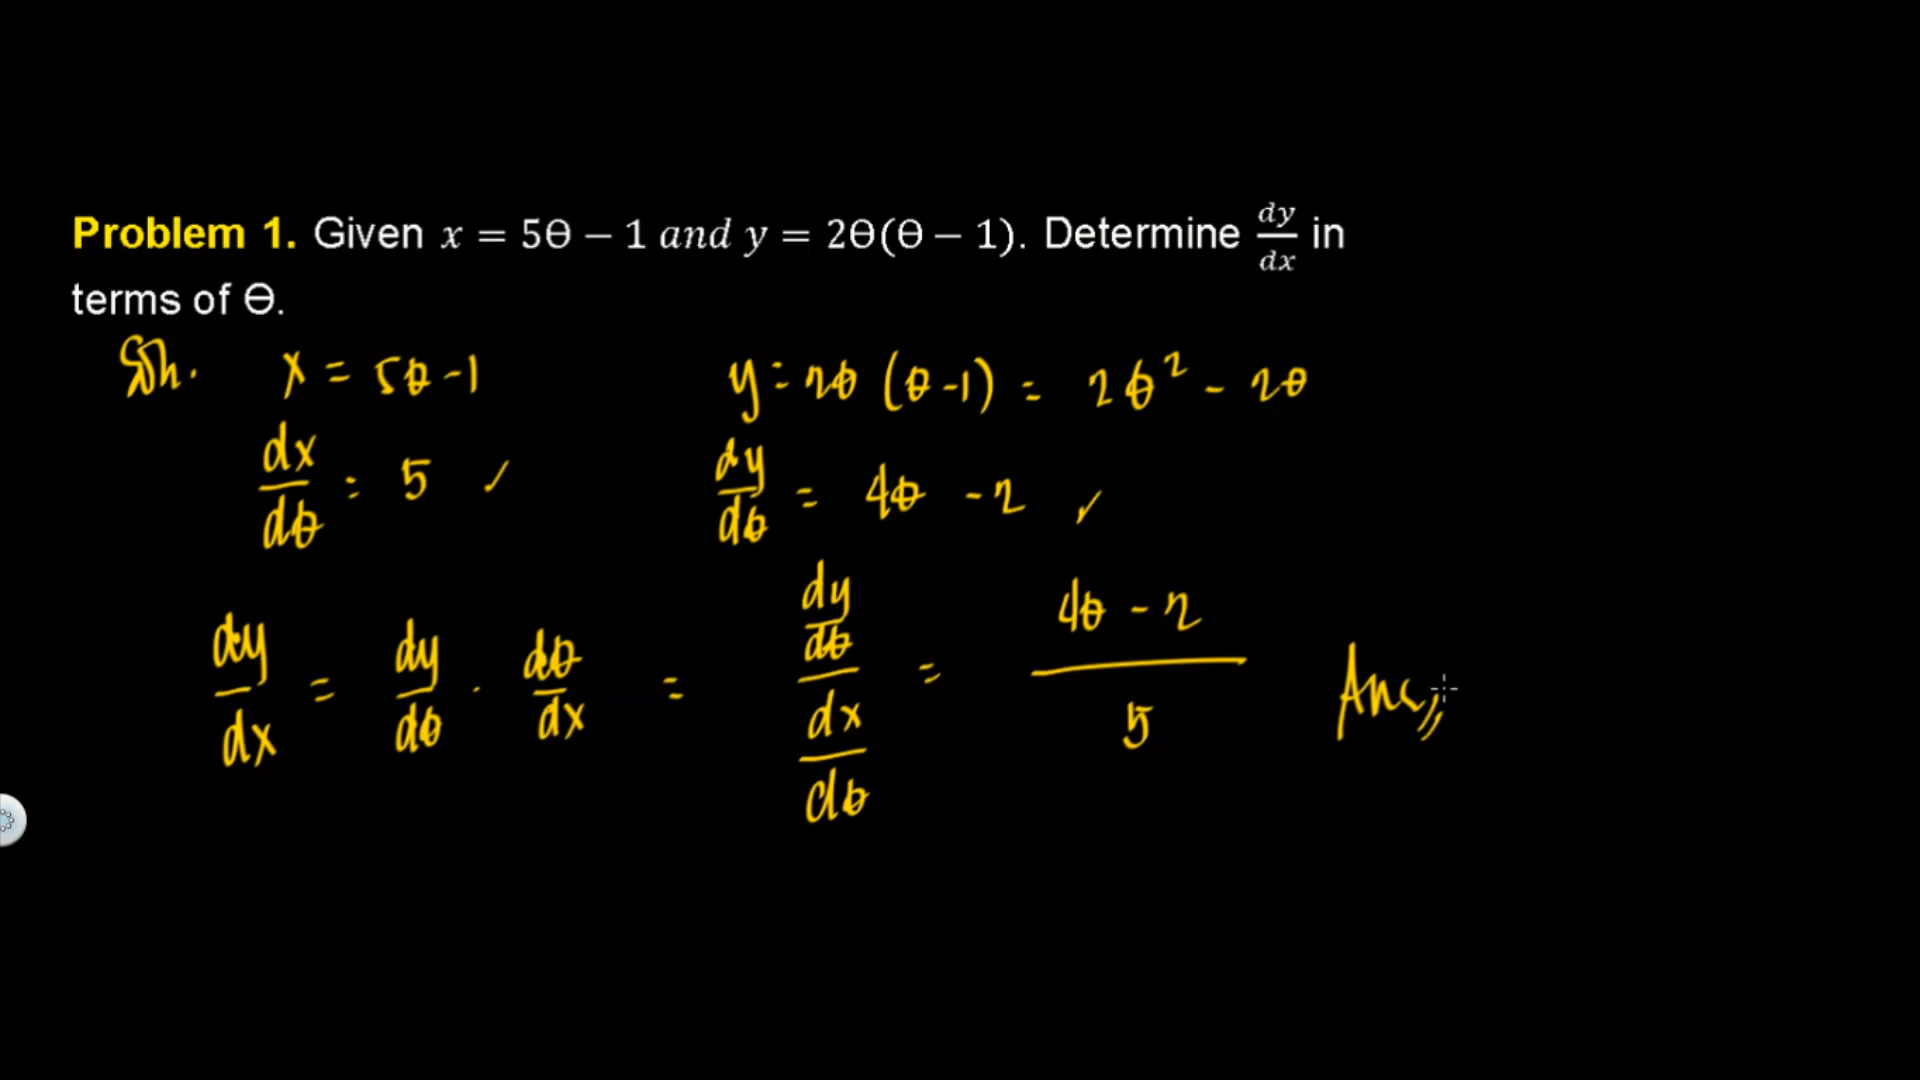 Problem 1. Given x = 5θ − 1 and y = 2θ(θ − 1). Determine dy/dx in
terms of θ.
Soln. x = 5θ - 1
y = 2θ (θ - 1) = 2θ² - 2θ
dx/dθ = 5 ✓
dy/dθ = 4θ - 2 ✓
dy/dx = dy/dθ · dθ/dx = (dy/dθ)/(dx/dθ) = (4θ - 2)/5 Ans//